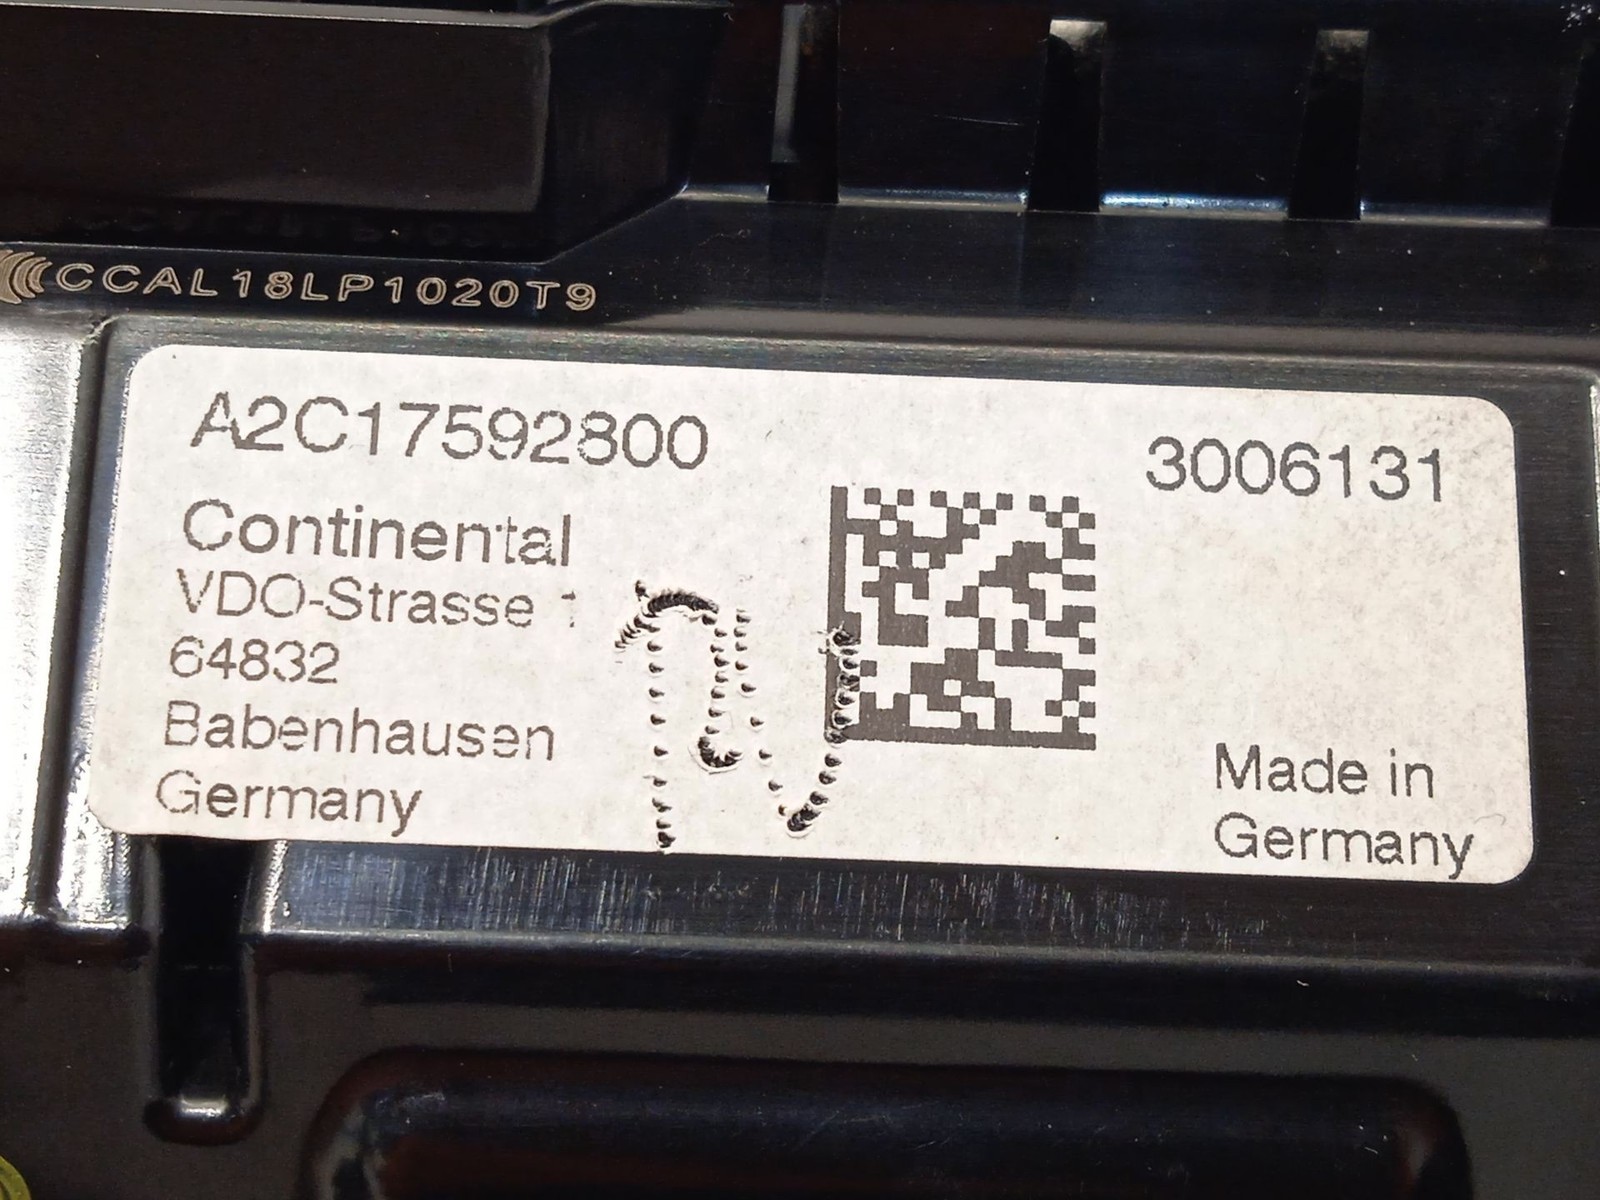 CCAL18LP1020T9
A2C17592800
3006131
Continental
VDO-Strasse 1
64832
Babenhausen
Germany
Made in
Germany